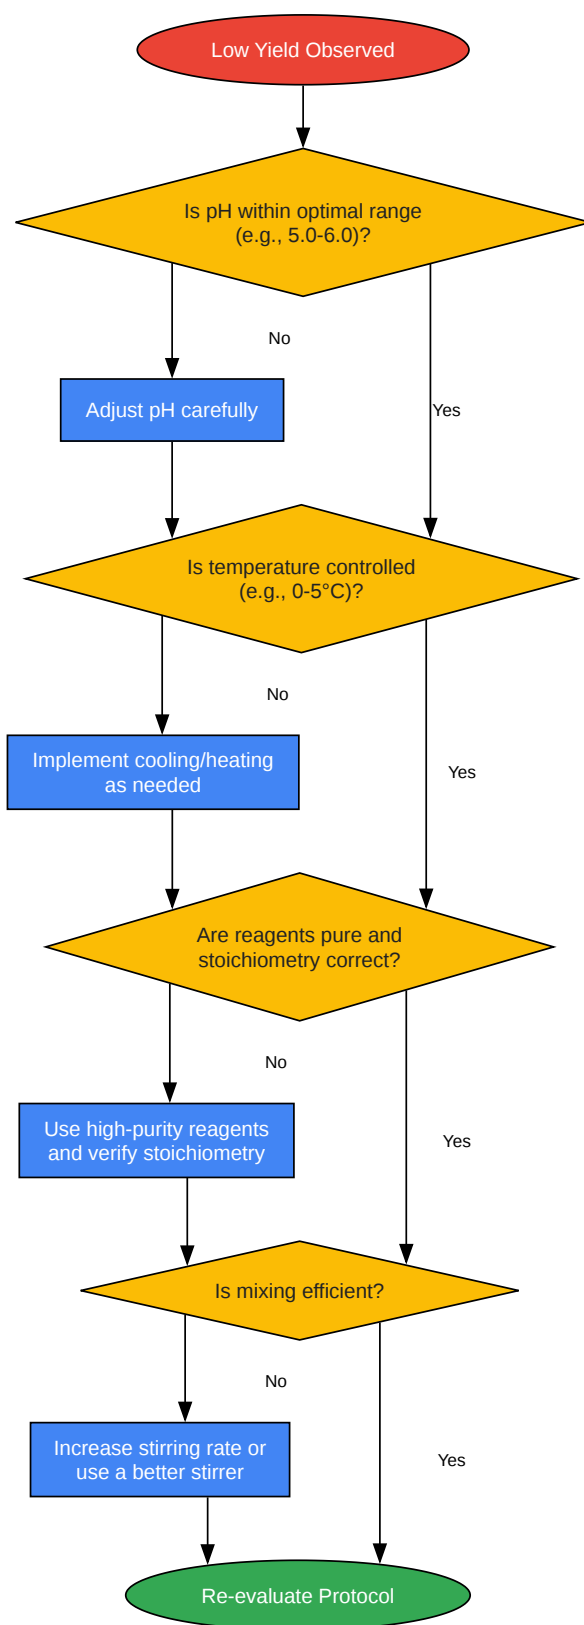 Low Yield Observed
Is pH within optimal range
(e.g., 5.0-6.0)?
No
Adjust pH carefully
Yes
Is temperature controlled
(e.g., 0-5°C)?
No
Implement cooling/heating
as needed
Yes
Are reagents pure and
stoichiometry correct?
No
Use high-purity reagents
and verify stoichiometry
Yes
Is mixing efficient?
No
Increase stirring rate or
use a better stirrer
Yes
Re-evaluate Protocol